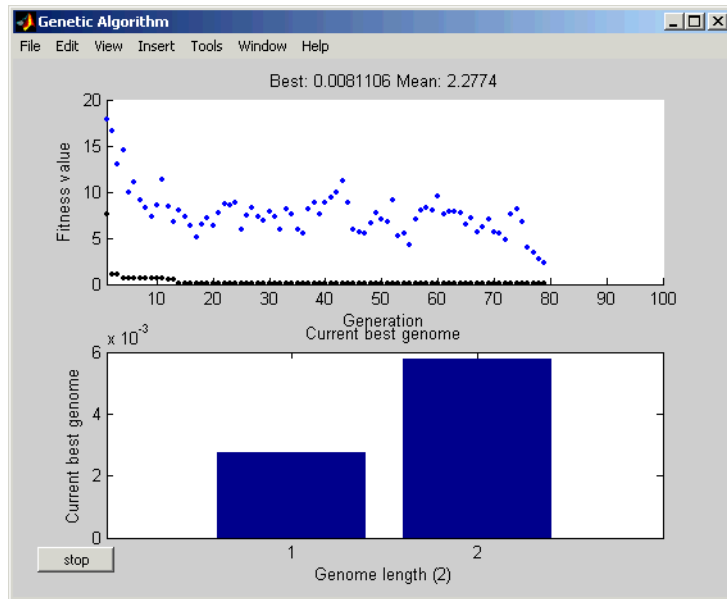 Genetic Algorithm
File Edit View Insert Tools Window Help
Best: 0.0081106 Mean: 2.2774
20
15
10
5
0
Fitness value
10 20 30 40 50 60 70 80 90 100
Generation
Current best genome
x 10^-3
6
4
2
0
Current best genome
1 2
Genome length (2)
stop